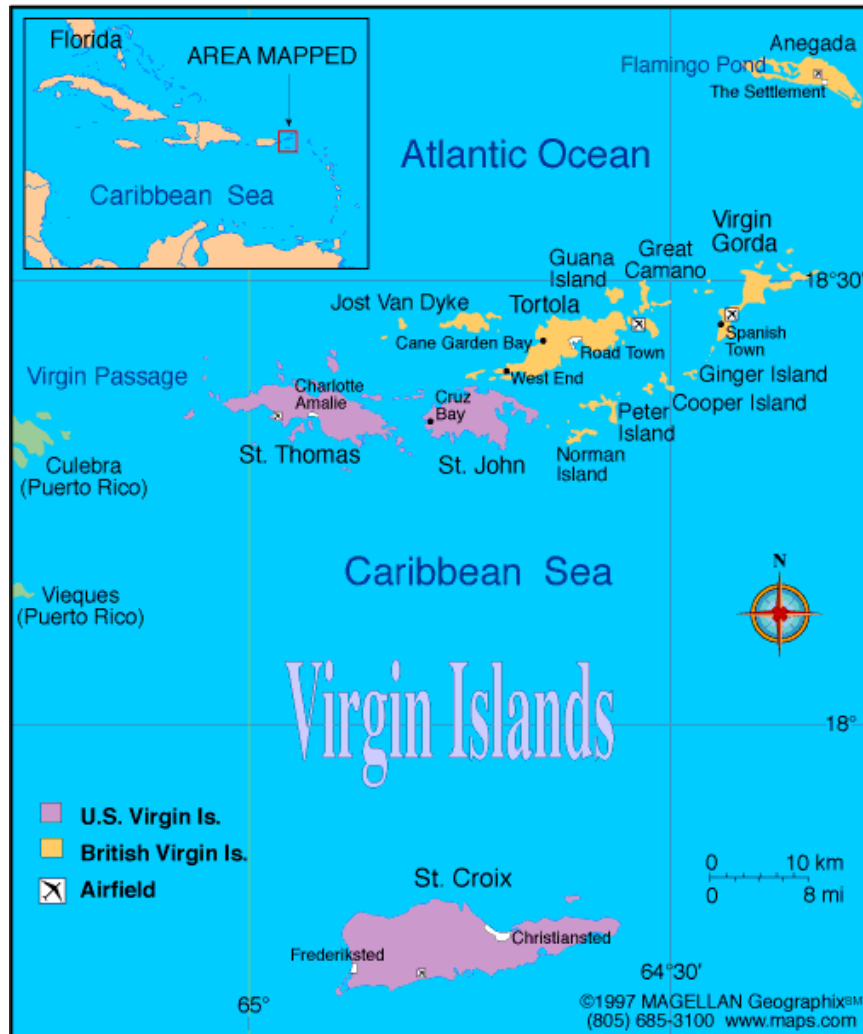 Florida
AREA MAPPED
Caribbean Sea
Anegada
Flamingo Pond
The Settlement
Atlantic Ocean
Virgin
Gorda
Great
Camano
Guana
Island
18°30'
Jost Van Dyke
Tortola
Cane Garden Bay
Road Town
Spanish
Town
West End
Ginger Island
Cooper Island
Virgin Passage
Charlotte
Amalie
Cruz
Bay
Peter
Island
St. Thomas
St. John
Norman
Island
Culebra
(Puerto Rico)
Caribbean Sea
N
Vieques
(Puerto Rico)
Virgin Islands
18°
U.S. Virgin Is.
British Virgin Is.
Airfield
0 10 km
0 8 mi
St. Croix
Christiansted
Frederiksted
65°
64°30'
©1997 MAGELLAN Geographix℠
(805) 685-3100 www.maps.com